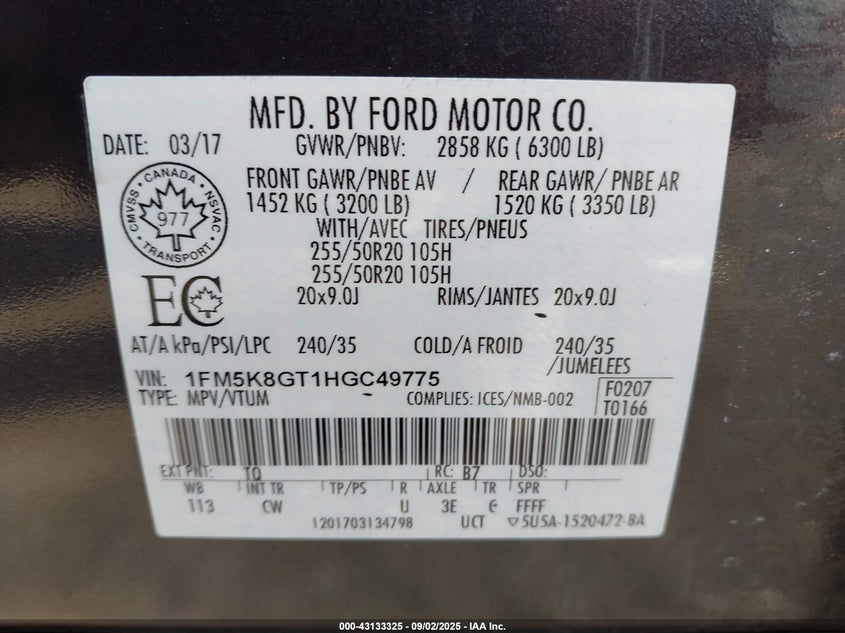 MFD. BY FORD MOTOR CO.
DATE: 03/17 GVWR/PNBV: 2858 KG ( 6300 LB)
FRONT GAWR/PNBE AV / REAR GAWR/ PNBE AR
1452 KG ( 3200 LB) 1520 KG ( 3350 LB)
WITH/AVEC TIRES/PNEUS
255/50R20 105H
255/50R20 105H
20x9.0J RIMS/JANTES 20x9.0J
CMVSS · CANADA · NSVAC
977
TRANSPORT
EC
AT/A kPa/PSI/LPC 240/35 COLD/A FROID 240/35
/JUMELEES
VIN: 1FM5K8GT1HGC49775
TYPE: MPV/VTUM COMPLIES: ICES/NMB-002
F0207
T0166
EXT PNT: TQ RC: B7 DSO:
WB INT TR TP/PS R AXLE TR SPR
113 CW U 3E FFFF
1201703134798 UCT ▽5U5A-1520472-BA
000-43133325 - 09/02/2025 - IAA Inc.